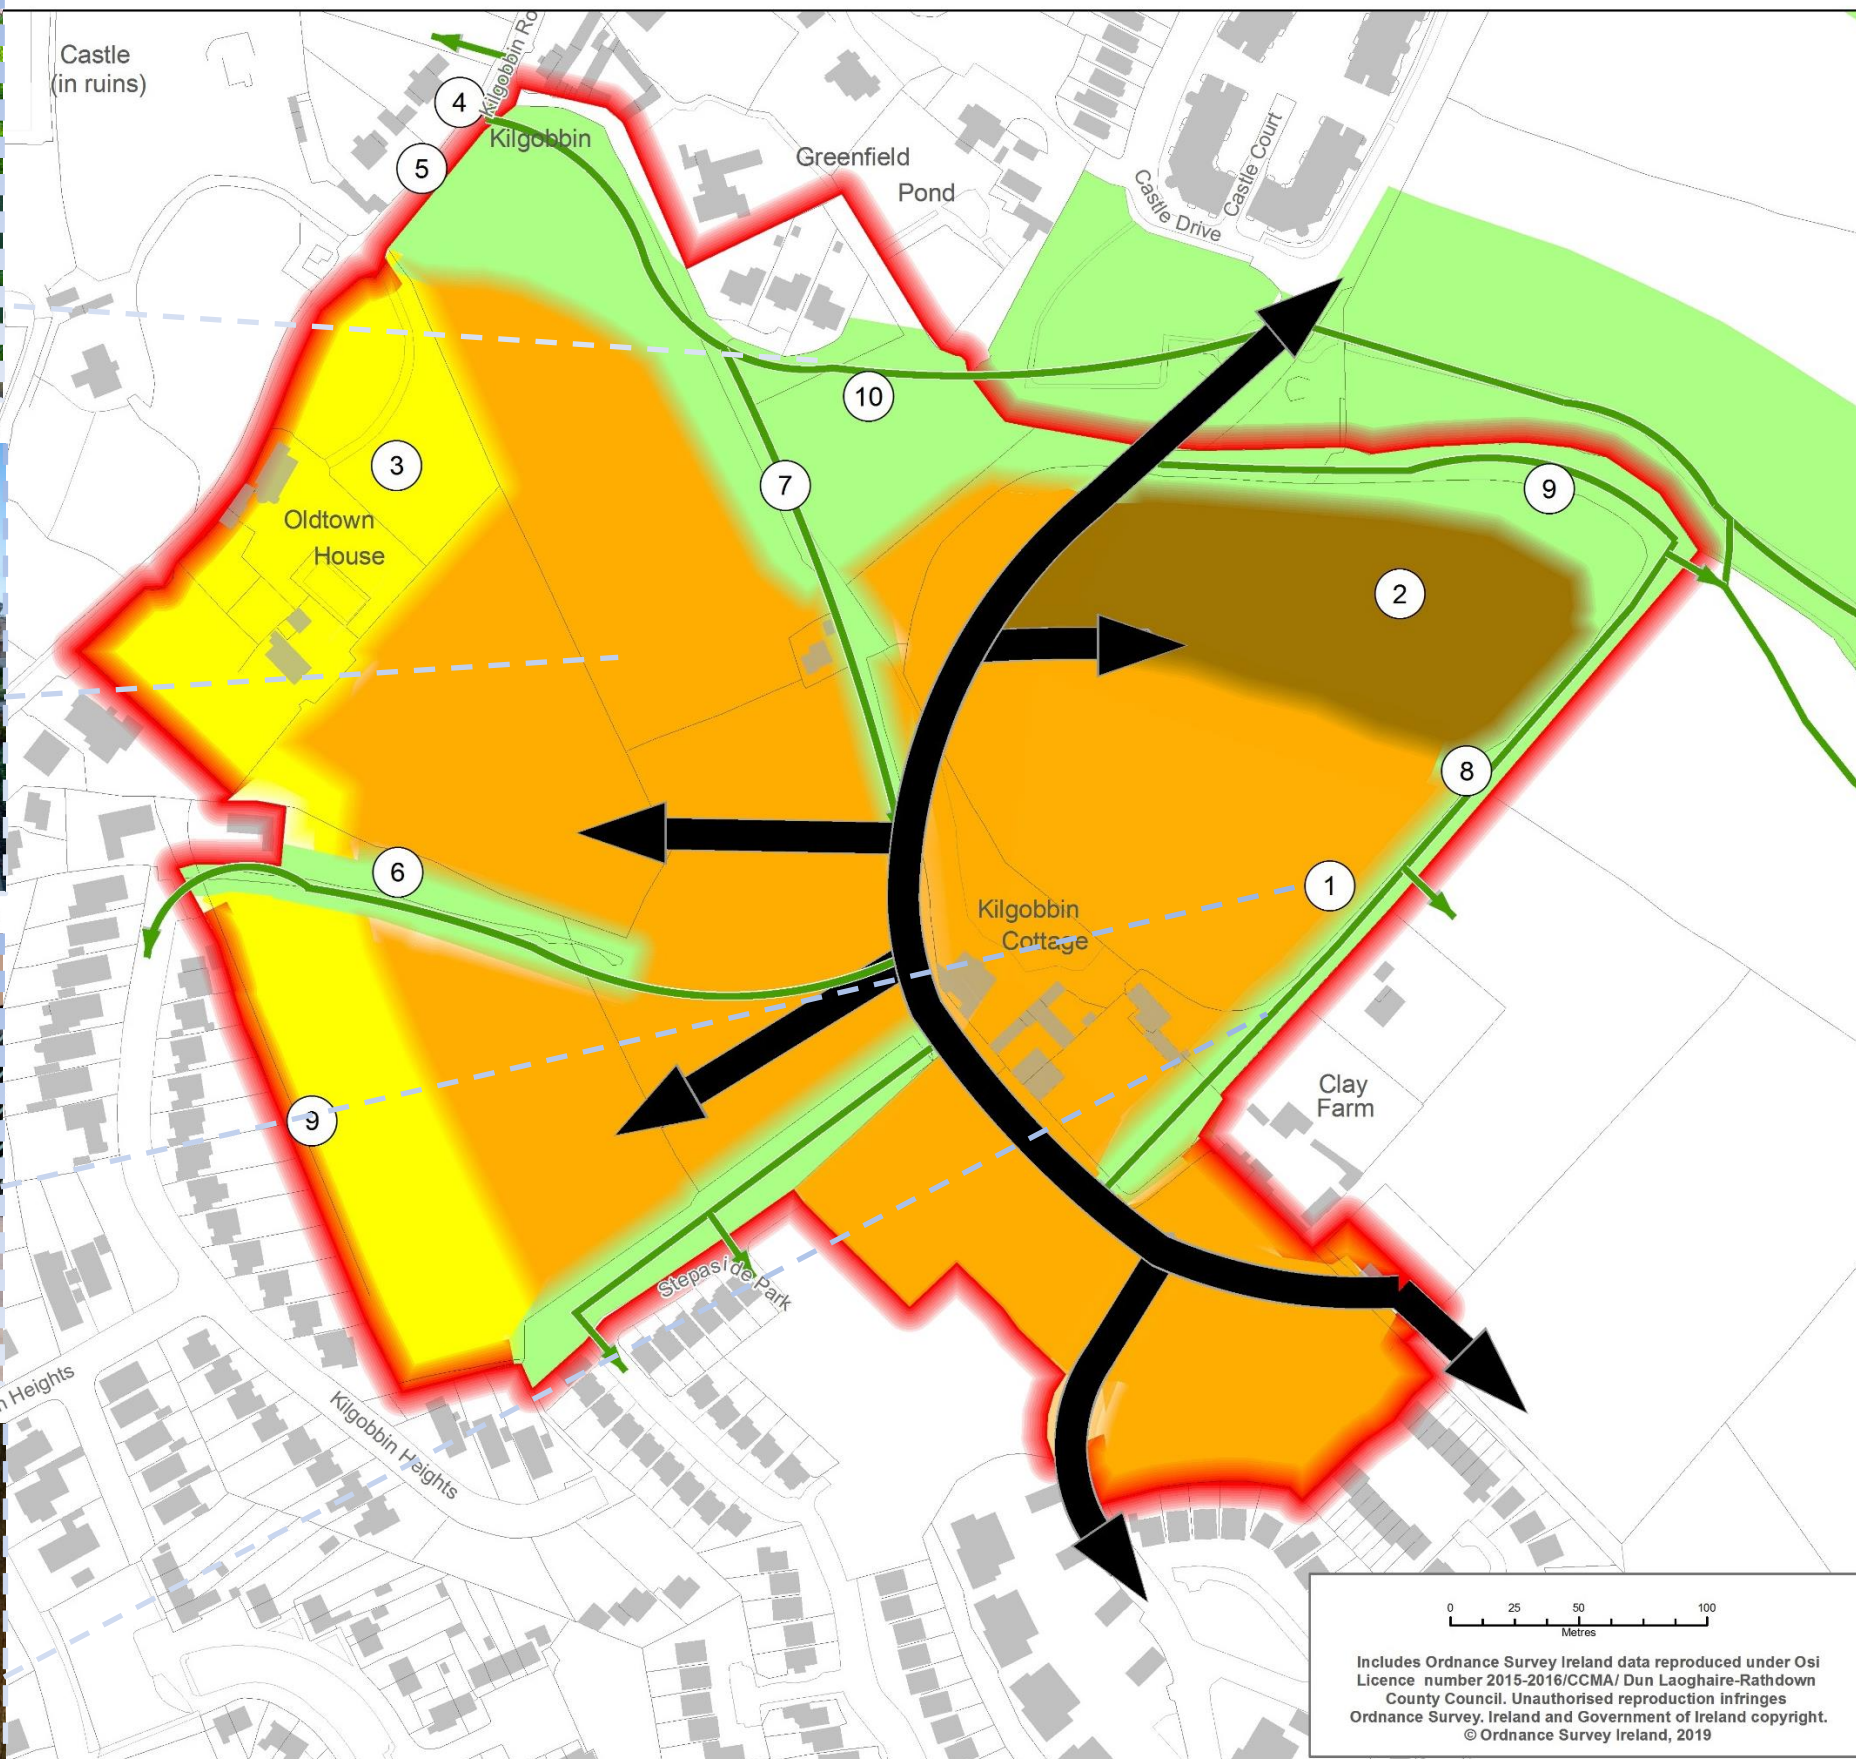 Castle
(in ruins)
Kilgobbin Ro
4
Kilgobbin
5
Greenfield
Pond
Castle Drive
Castle Court
10
3
7
9
Oldtown
House
2
8
6
1
Kilgobbin
Cottage
Clay
Farm
9
Stepaside Park
n Heights
Kilgobbin Heights
0 25 50 100
Metres
Includes Ordnance Survey Ireland data reproduced under Osi
Licence number 2015-2016/CCMA/ Dun Laoghaire-Rathdown
County Council. Unauthorised reproduction infringes
Ordnance Survey. Ireland and Government of Ireland copyright.
© Ordnance Survey Ireland, 2019